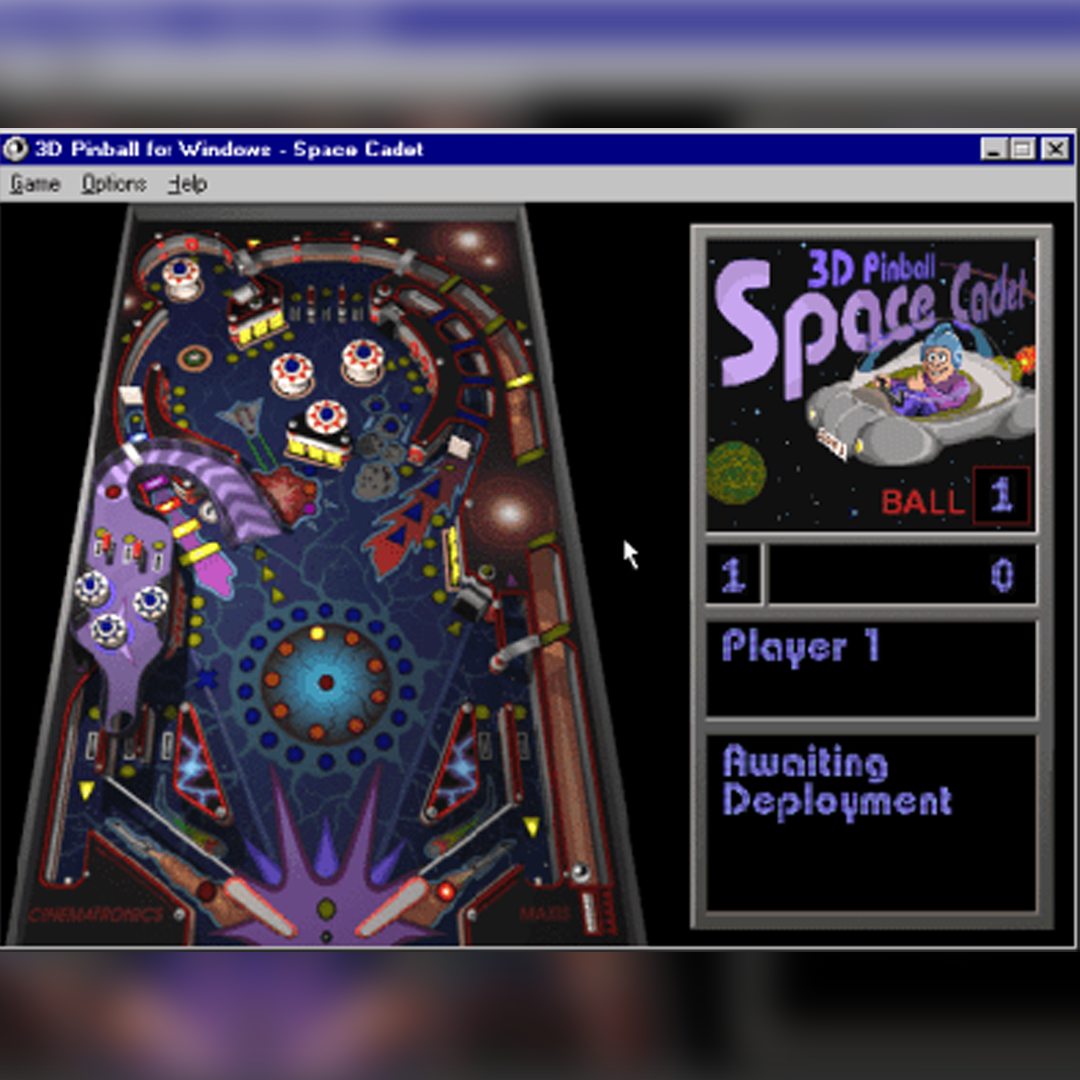 3D Pinball for Windows - Space Cadet
Game Options Help
3D Pinball
Space Cadet
BALL 1
1 0
Player 1
Awaiting
Deployment
CINEMATRONICS
MAXIS